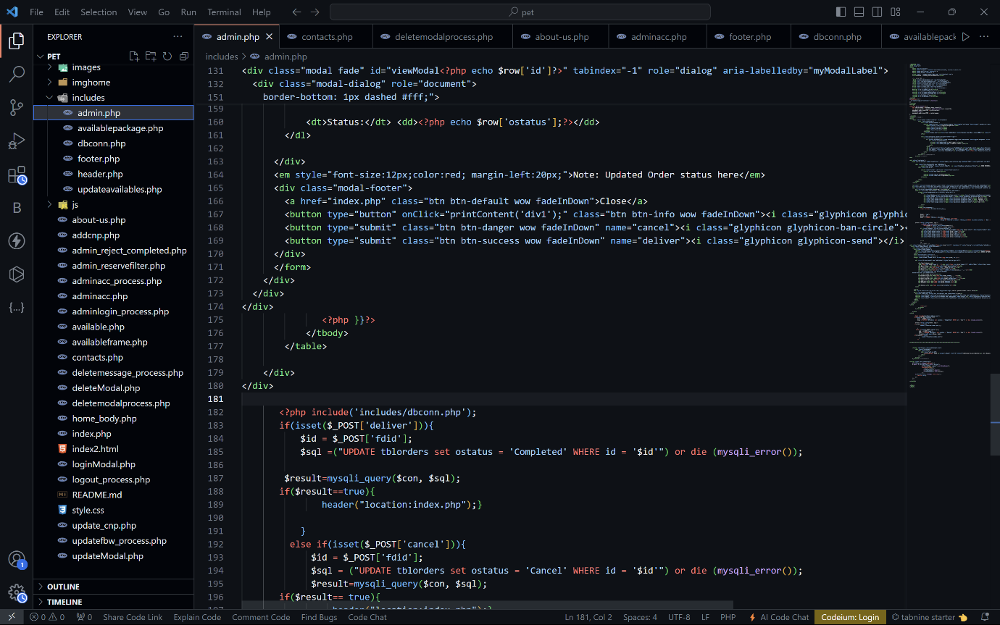 File Edit Selection View Go Run Terminal Help
pet
EXPLORER
PET
images
imghome
includes
admin.php
availablepackage.php
dbconn.php
footer.php
header.php
updateavailables.php
js
about-us.php
addcnp.php
admin_reject_completed.php
admin_reservefilter.php
adminacc_process.php
adminacc.php
adminlogin_process.php
available.php
availableframe.php
contacts.php
deletemessage_process.php
deleteModal.php
deletemodalprocess.php
home_body.php
index.php
index2.html
loginModal.php
logout_process.php
README.md
style.css
update_cnp.php
updatefbw_process.php
updateModal.php
OUTLINE
TIMELINE
admin.php contacts.php deletemodalprocess.php about-us.php adminacc.php footer.php dbconn.php availablepack
includes > admin.php
131 <div class="modal fade" id="viewModal<?php echo $row['id']?>" tabindex="-1" role="dialog" aria-labelledby="myModalLabel">
132 <div class="modal-dialog" role="document">
151 border-bottom: 1px dashed #fff;">
159
160 <dt>Status:</dt> <dd><?php echo $row['ostatus'];?></dd>
161 </dl>
162
163 </div>
164 <em style="font-size:12px;color:red; margin-left:20px;">Note: Updated Order status here</em>
165 <div class="modal-footer">
166 <a href="index.php" class="btn btn-default wow fadeInDown">Close</a>
167 <button type="button" onClick="printContent('div1');" class="btn btn-info wow fadeInDown"><i class="glyphicon glyphic
168 <button type="submit" class="btn btn-danger wow fadeInDown" name="cancel"><i class="glyphicon glyphicon-ban-circle"><
169 <button type="submit" class="btn btn-success wow fadeInDown" name="deliver"><i class="glyphicon glyphicon-send"></i>
170 </div>
171 </form>
172 </div>
173 </div>
174 </div>
175 <?php }}?>
176 </tbody>
177 </table>
178
179 </div>
180 </div>
181
182 <?php include('includes/dbconn.php');
183 if(isset($_POST['deliver'])){
184 $id = $_POST['fdid'];
185 $sql =("UPDATE tblorders set ostatus = 'Completed' WHERE id = '$id'") or die (mysqli_error());
186
187 $result=mysqli_query($con, $sql);
188 if($result==true){
189 header("location:index.php");}
190
191 }
192 else if(isset($_POST['cancel'])){
193 $id = $_POST['fdid'];
194 $sql = ("UPDATE tblorders set ostatus = 'Cancel' WHERE id = '$id'") or die (mysqli_error());
195 $result=mysqli_query($con, $sql);
196 if($result== true){
0 0 0 Share Code Link Explain Code Comment Code Find Bugs Code Chat Ln 181, Col 2 Spaces: 4 UTF-8 LF PHP AI Code Chat Codeium: Login tabnine starter